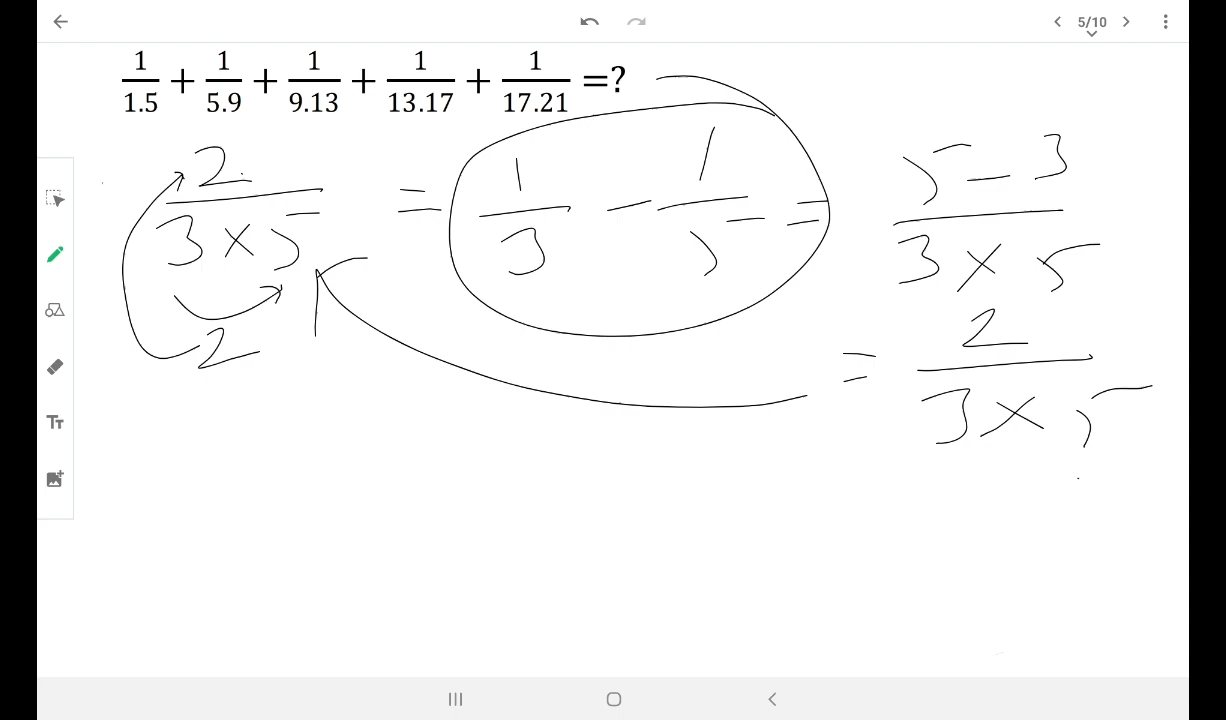 5/10
1/1.5 + 1/5.9 + 1/9.13 + 1/13.17 + 1/17.21 =?
2/3×5 = 1/3 − 1/5 = 5−3/3×5
2
= 2/3×5
Tт